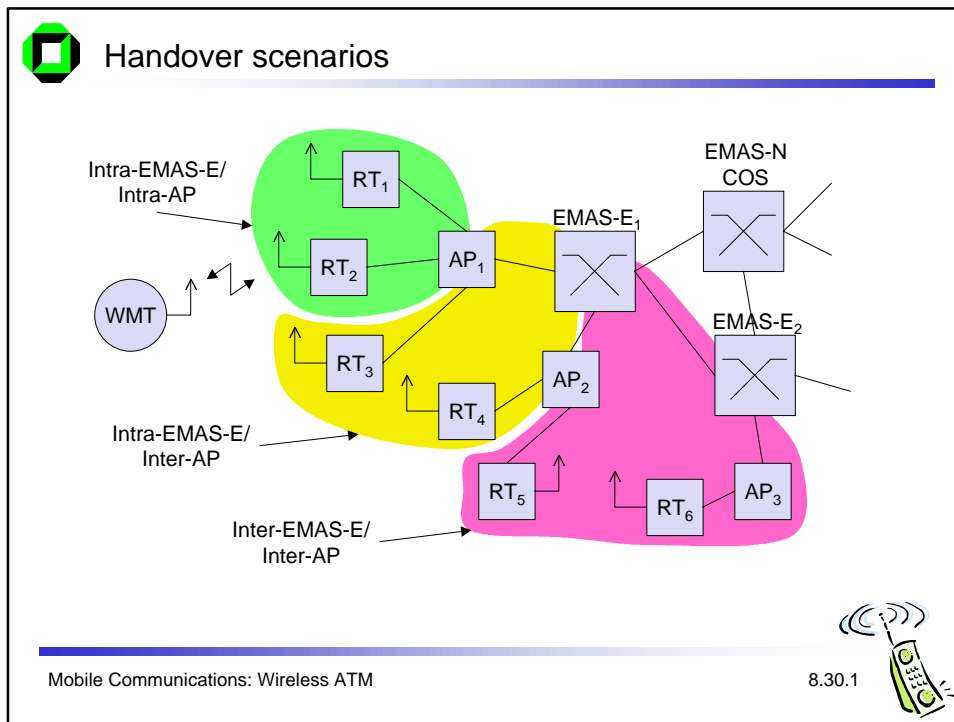 Handover scenarios
Intra-EMAS-E/
Intra-AP
RT1
RT2
AP1
EMAS-E1
EMAS-N
COS
WMT
RT3
RT4
AP2
EMAS-E2
Intra-EMAS-E/
Inter-AP
RT5
RT6
AP3
Inter-EMAS-E/
Inter-AP
Mobile Communications: Wireless ATM
8.30.1